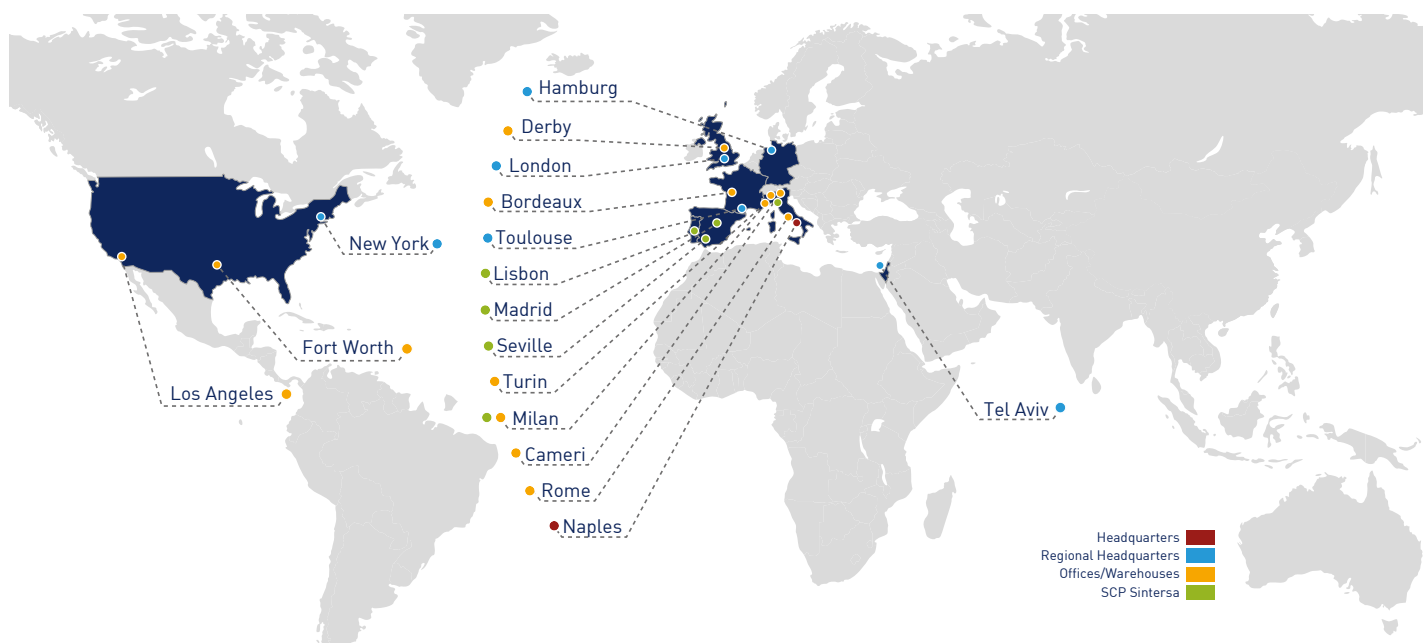 Hamburg
Derby
London
Bordeaux
Toulouse
New York
Lisbon
Madrid
Seville
Fort Worth
Turin
Los Angeles
Milan
Tel Aviv
Cameri
Rome
Naples
Headquarters
Regional Headquarters
Offices/Warehouses
SCP Sintersa